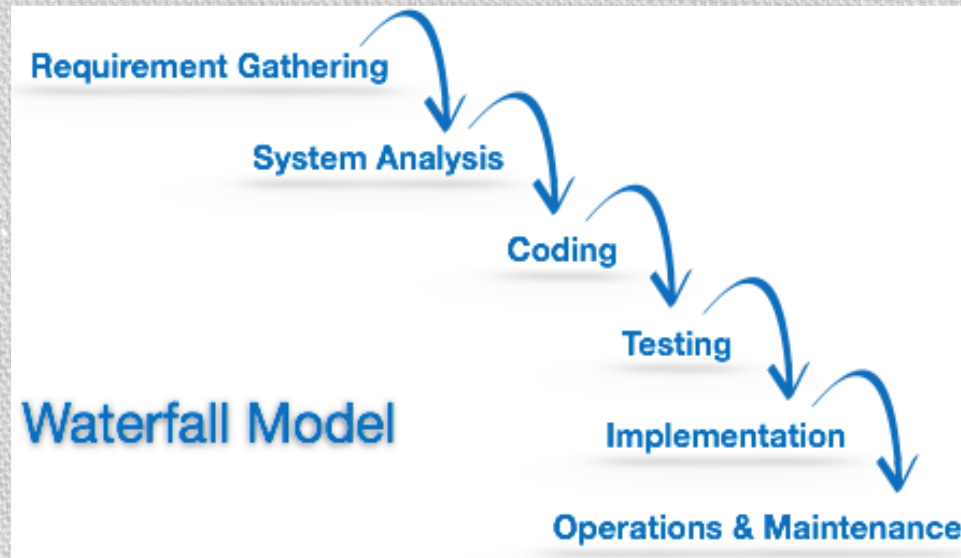 Requirement Gathering
System Analysis
Coding
Testing
Waterfall Model
Implementation
Operations & Maintenance